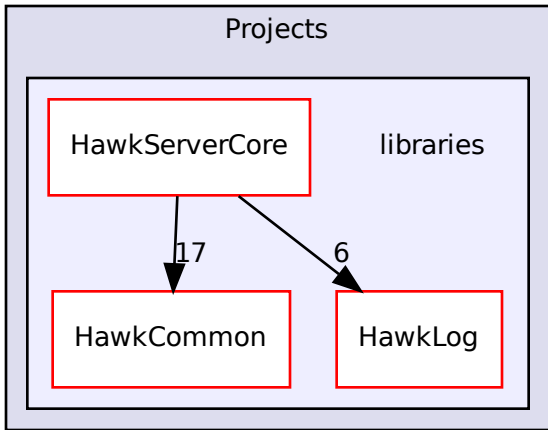 Projects
HawkServerCore
libraries
17
6
HawkCommon
HawkLog